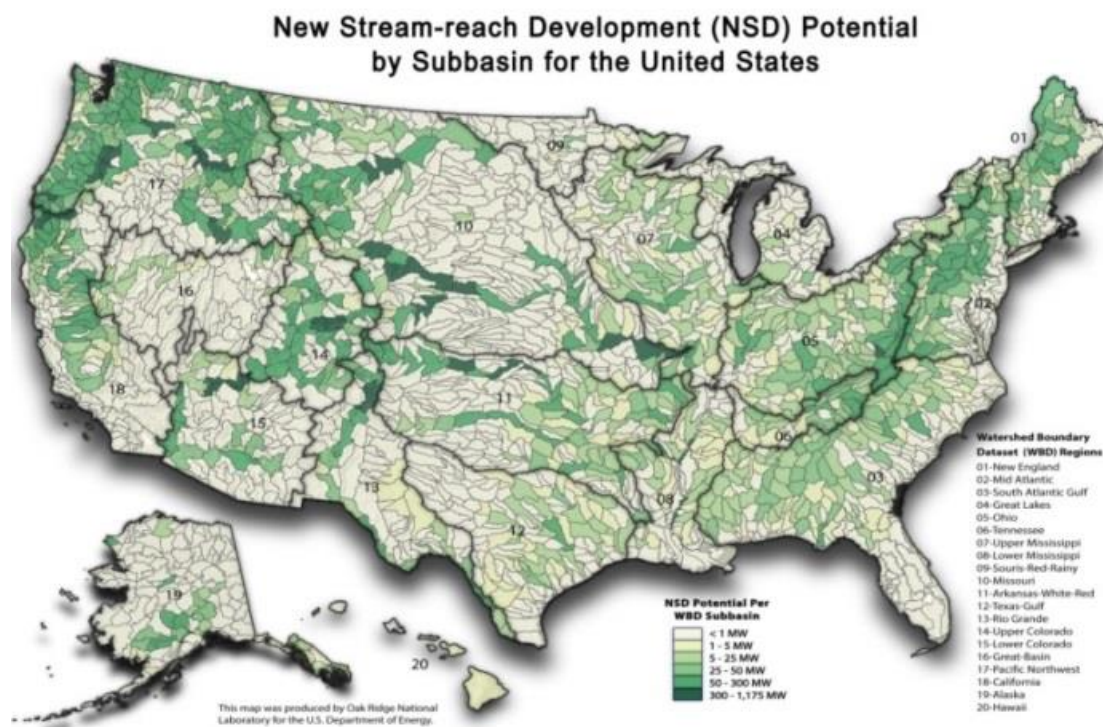 New Stream-reach Development (NSD) Potential
by Subbasin for the United States
01
09
17
10
07
04
16
02
05
14
18
11
15
06
03
13
08
12
19
20
Watershed Boundary
Dataset (WBD) Regions
01-New England
02-Mid Atlantic
03-South Atlantic Gulf
04-Great Lakes
05-Ohio
06-Tennessee
07-Upper Mississippi
08-Lower Mississippi
09-Souris-Red-Rainy
10-Missouri
11-Arkansas-White-Red
12-Texas-Gulf
13-Rio Grande
14-Upper Colorado
15-Lower Colorado
16-Great-Basin
17-Pacific Northwest
18-California
19-Alaska
20-Hawaii
NSD Potential Per
WBD Subbasin
< 1 MW
1 - 5 MW
5 - 25 MW
25 - 50 MW
50 - 300 MW
300 - 1,175 MW
This map was produced by Oak Ridge National
Laboratory for the U.S. Department of Energy.